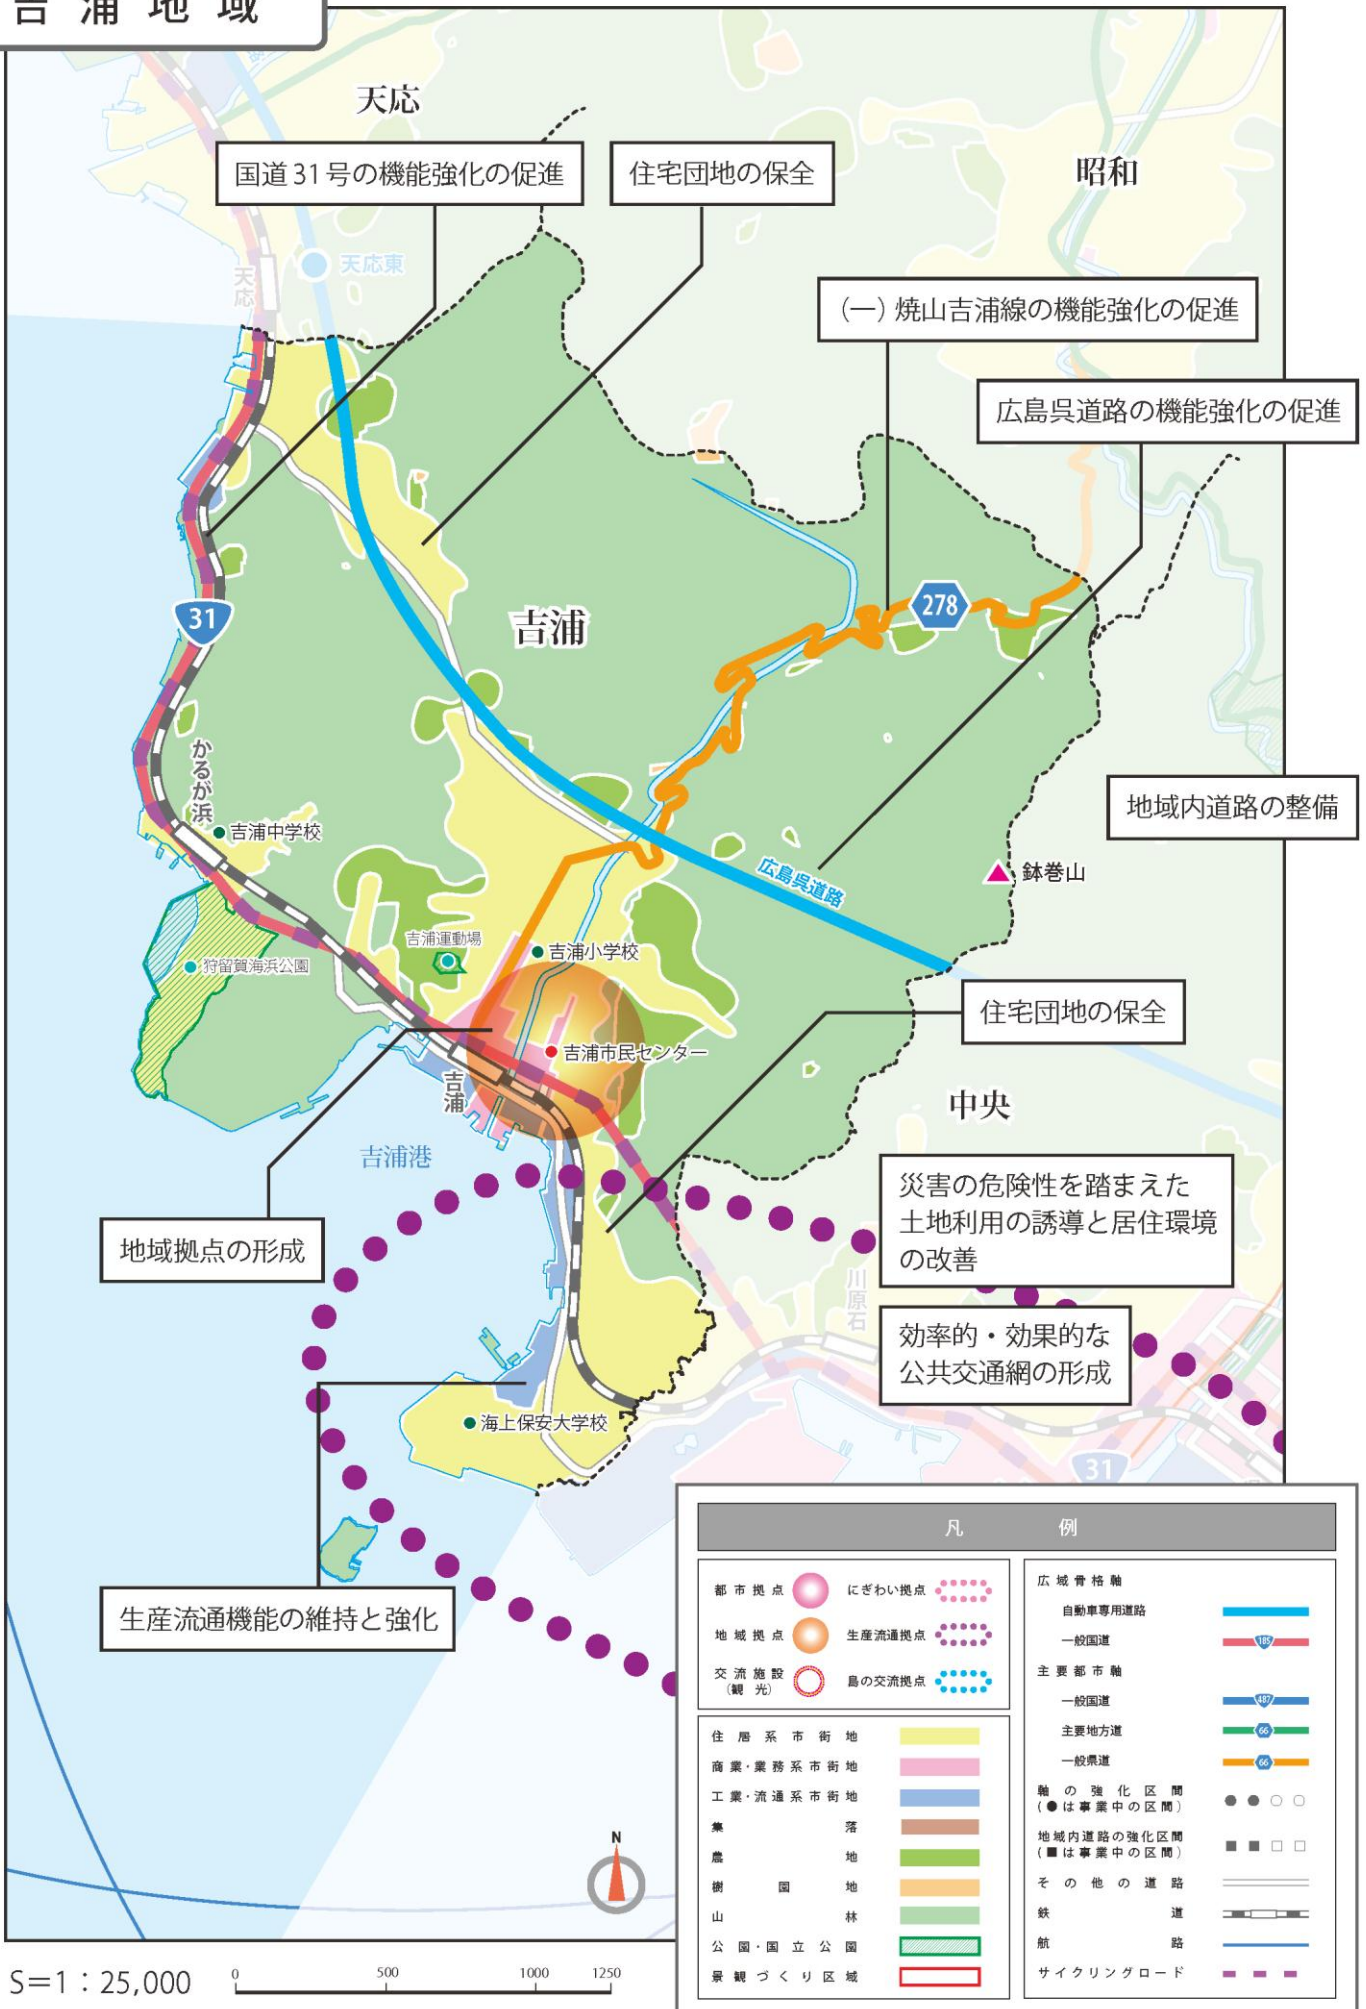 吉浦地域
天応
昭和
国道31号の機能強化の促進
住宅団地の保全
天応東
天応
(一)焼山吉浦線の機能強化の促進
広島呉道路の機能強化の促進
278
31
吉浦
かるが浜
吉浦中学校
地域内道路の整備
広島呉道路
鉢巻山
吉浦運動場
吉浦小学校
狩留賀海浜公園
住宅団地の保全
吉浦市民センター
吉浦
中央
吉浦港
災害の危険性を踏まえた
土地利用の誘導と居住環境
の改善
地域拠点の形成
川原石
効率的・効果的な
公共交通網の形成
海上保安大学校
31
生産流通機能の維持と強化
凡例
都市拠点
にぎわい拠点
地域拠点
生産流通拠点
交流施設
(観光)
島の交流拠点
住居系市街地
商業・業務系市街地
工業・流通系市街地
集落
農地
樹園地
山林
公園・国立公園
景観づくり区域
広域骨格軸
自動車専用道路
一般国道
185
主要都市軸
一般国道
487
主要地方道
66
一般県道
66
軸の強化区間
(●は事業中の区間)
地域内道路の強化区間
(■は事業中の区間)
その他の道路
鉄道
航路
サイクリングロード
N
S=1:25,000
0 500 1000 1250